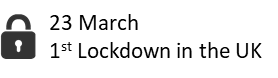 23 March
1st Lockdown in the UK